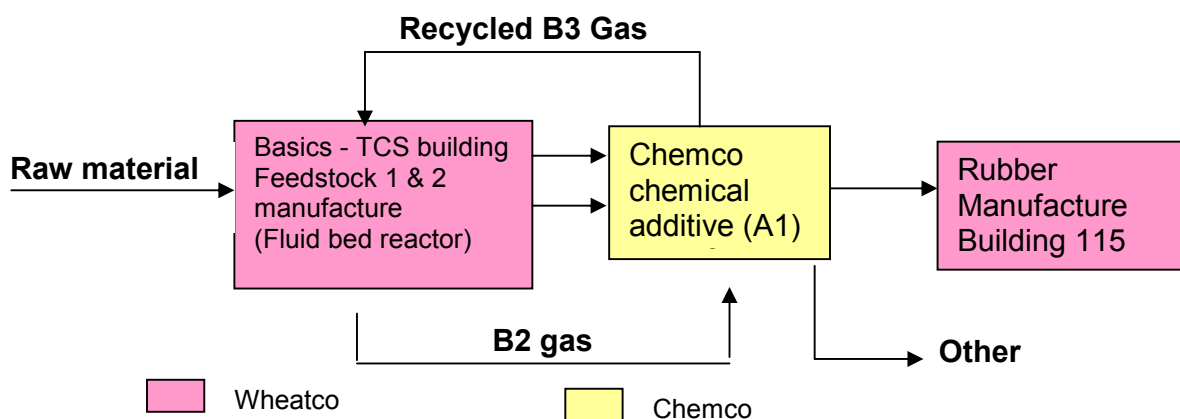 Recycled B3 Gas
Raw material
Basics - TCS building
Feedstock 1 & 2
manufacture
(Fluid bed reactor)
Chemco
chemical
additive (A1)
Rubber
Manufacture
Building 115
B2 gas
Other
Wheatco
Chemco